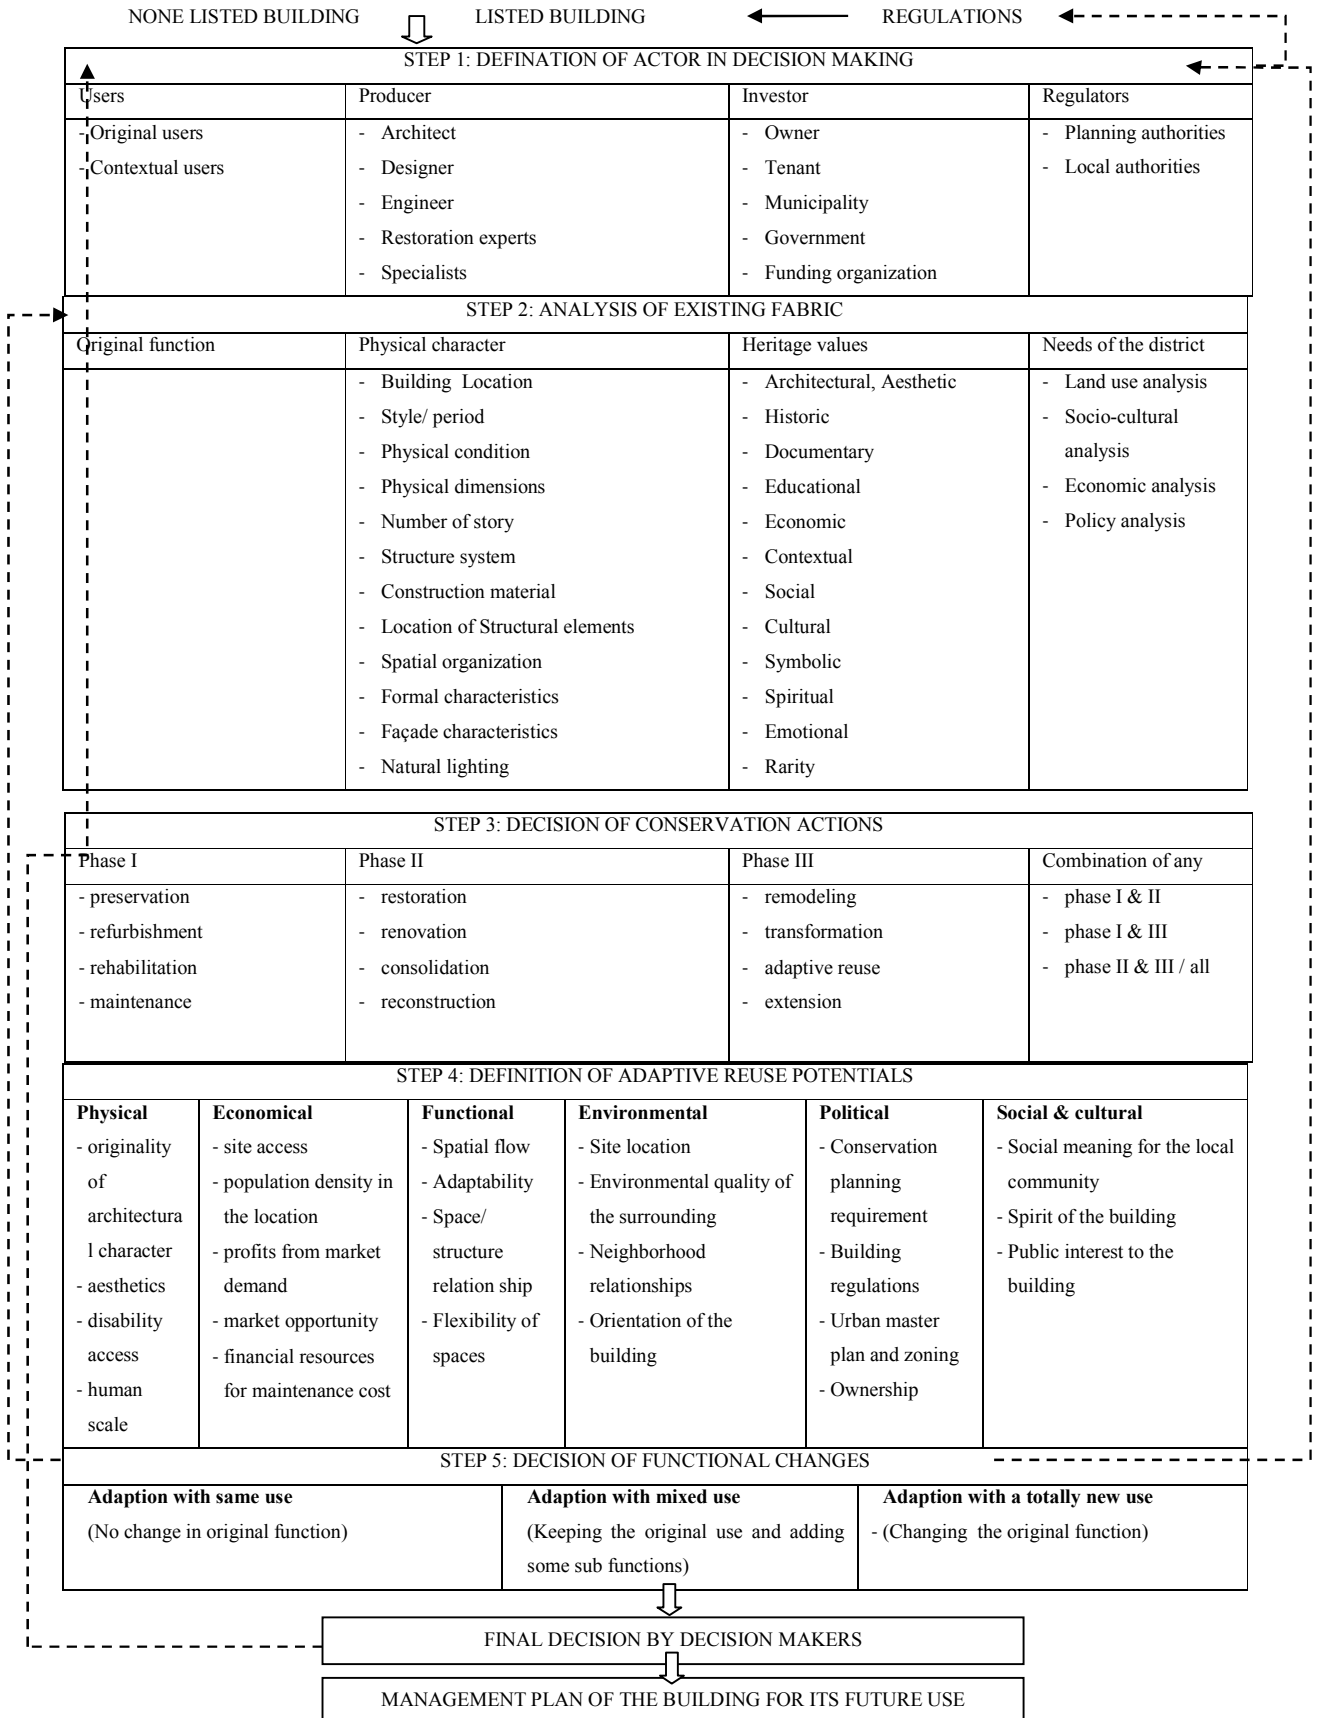 NONE LISTED BUILDING LISTED BUILDING REGULATIONS
STEP 1: DEFINATION OF ACTOR IN DECISION MAKING
Users
- Original users
- Contextual users
Producer
- Architect
- Designer
- Engineer
- Restoration experts
- Specialists
Investor
- Owner
- Tenant
- Municipality
- Government
- Funding organization
Regulators
- Planning authorities
- Local authorities
STEP 2: ANALYSIS OF EXISTING FABRIC
Original function
Physical character
- Building Location
- Style/ period
- Physical condition
- Physical dimensions
- Number of story
- Structure system
- Construction material
- Location of Structural elements
- Spatial organization
- Formal characteristics
- Façade characteristics
- Natural lighting
Heritage values
- Architectural, Aesthetic
- Historic
- Documentary
- Educational
- Economic
- Contextual
- Social
- Cultural
- Symbolic
- Spiritual
- Emotional
- Rarity
Needs of the district
- Land use analysis
- Socio-cultural
analysis
- Economic analysis
- Policy analysis
STEP 3: DECISION OF CONSERVATION ACTIONS
Phase I
- preservation
- refurbishment
- rehabilitation
- maintenance
Phase II
- restoration
- renovation
- consolidation
- reconstruction
Phase III
- remodeling
- transformation
- adaptive reuse
- extension
Combination of any
- phase I & II
- phase I & III
- phase II & III / all
STEP 4: DEFINITION OF ADAPTIVE REUSE POTENTIALS
Physical
- originality
of
architectura
l character
- aesthetics
- disability
access
- human
scale
Economical
- site access
- population density in
the location
- profits from market
demand
- market opportunity
- financial resources
for maintenance cost
Functional
- Spatial flow
- Adaptability
- Space/
structure
relation ship
- Flexibility of
spaces
Environmental
- Site location
- Environmental quality of
the surrounding
- Neighborhood
relationships
- Orientation of the
building
Political
- Conservation
planning
requirement
- Building
regulations
- Urban master
plan and zoning
- Ownership
Social & cultural
- Social meaning for the local
community
- Spirit of the building
- Public interest to the
building
STEP 5: DECISION OF FUNCTIONAL CHANGES
Adaption with same use
(No change in original function)
Adaption with mixed use
(Keeping the original use and adding
some sub functions)
Adaption with a totally new use
- (Changing the original function)
FINAL DECISION BY DECISION MAKERS
MANAGEMENT PLAN OF THE BUILDING FOR ITS FUTURE USE